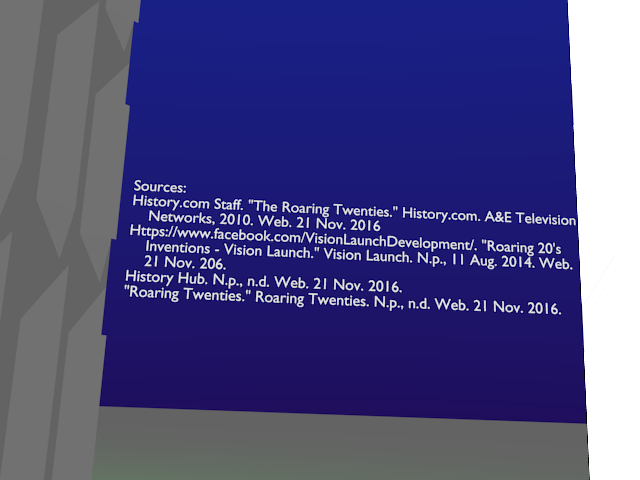 Sources:
History.com Staff. "The Roaring Twenties." History.com. A&E Television
Networks, 2010. Web. 21 Nov. 2016
Https://www.facebook.com/VisionLaunchDevelopment/. "Roaring 20's
Inventions - Vision Launch." Vision Launch. N.p., 11 Aug. 2014. Web.
21 Nov. 206.
History Hub. N.p., n.d. Web. 21 Nov. 2016.
"Roaring Twenties." Roaring Twenties. N.p., n.d. Web. 21 Nov. 2016.